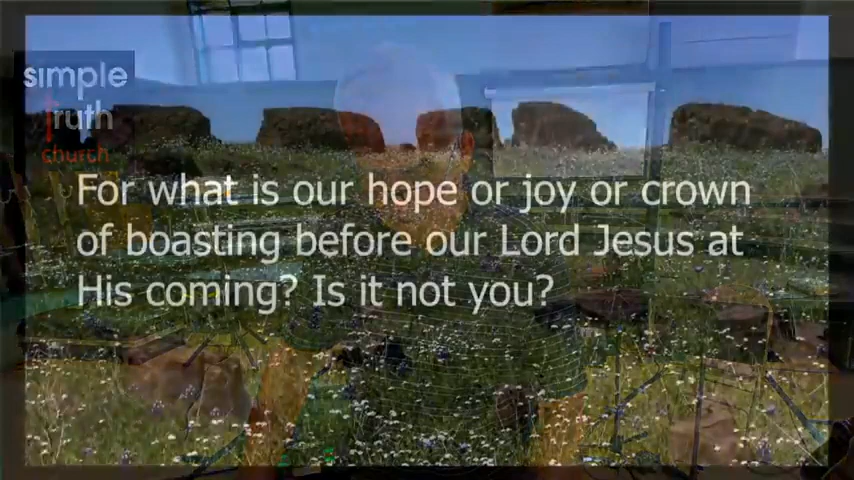 simple
truth
church
For what is our hope or joy or crown
of boasting before our Lord Jesus at
His coming? Is it not you?